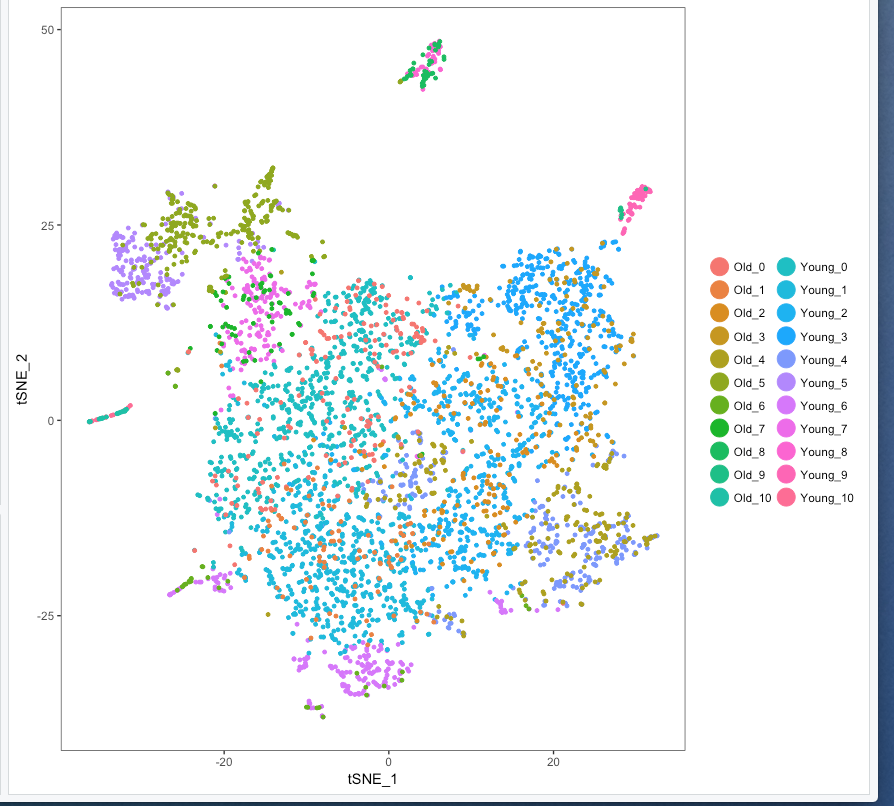 50
25
0
-25
tSNE_2
-20
0
20
tSNE_1
Old_0 Young_0
Old_1 Young_1
Old_2 Young_2
Old_3 Young_3
Old_4 Young_4
Old_5 Young_5
Old_6 Young_6
Old_7 Young_7
Old_8 Young_8
Old_9 Young_9
Old_10 Young_10